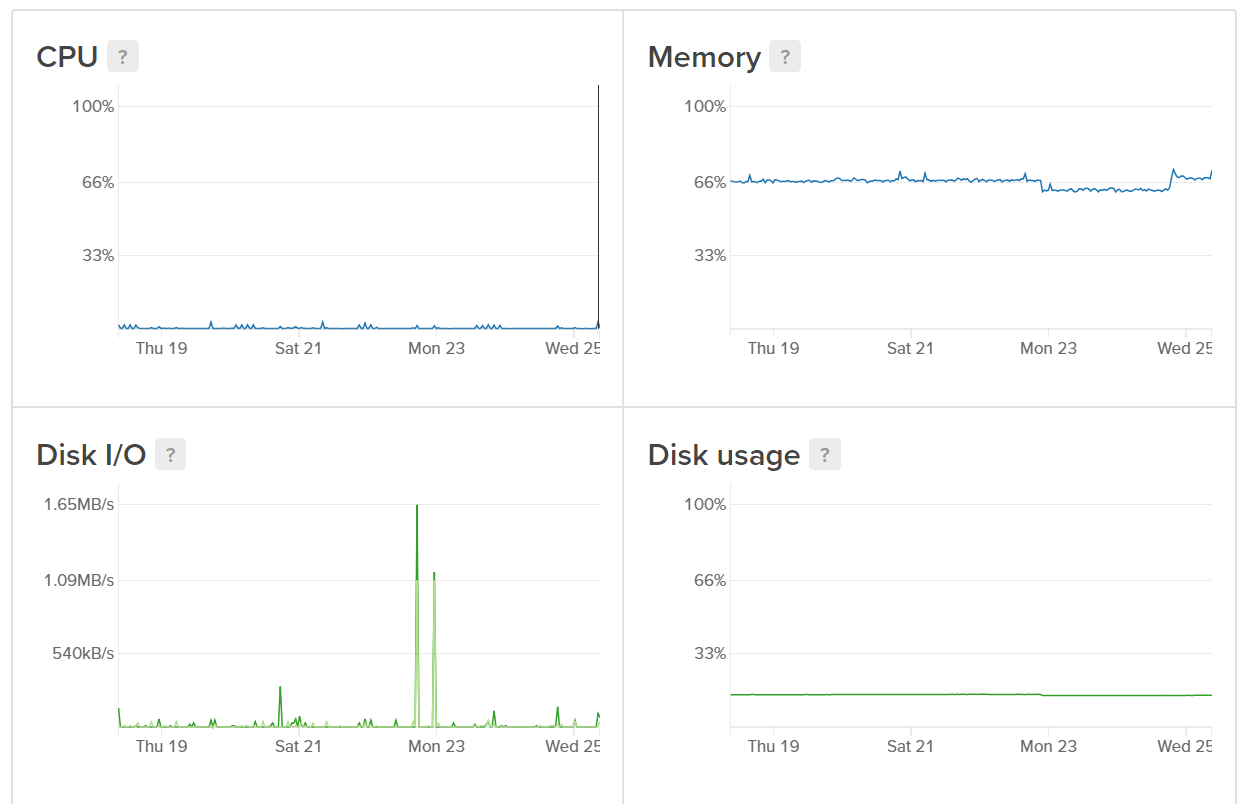 CPU ?
100%
66%
33%
Thu 19 Sat 21 Mon 23 Wed 25
Memory ?
100%
66%
33%
Thu 19 Sat 21 Mon 23 Wed 25
Disk I/O ?
1.65MB/s
1.09MB/s
540kB/s
Thu 19 Sat 21 Mon 23 Wed 25
Disk usage ?
100%
66%
33%
Thu 19 Sat 21 Mon 23 Wed 25